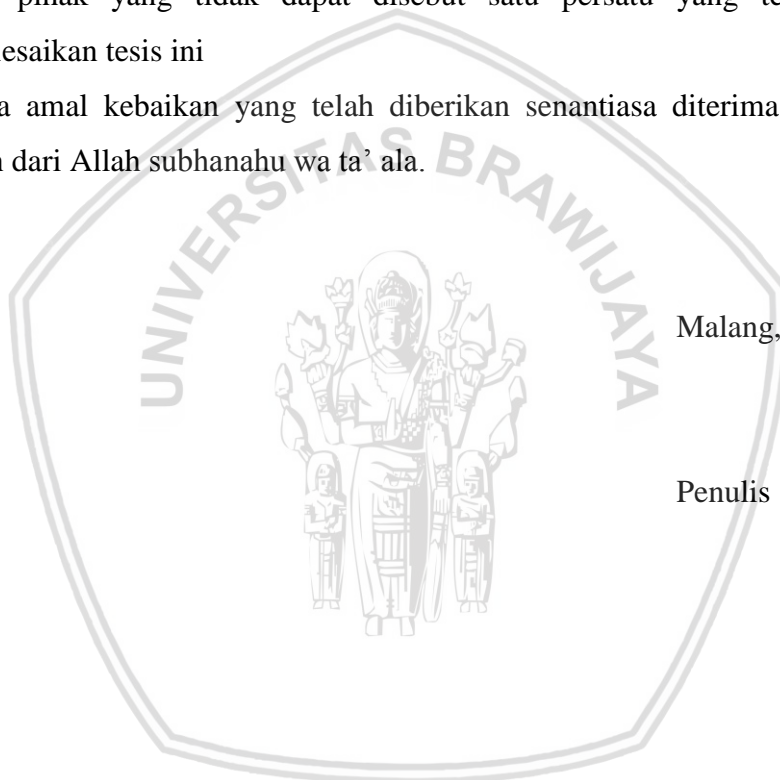 pihak yang tidak dapat disebut satu persatu yang
esaikan tesis ini
a amal kebaikan yang telah diberikan senantiasa diterima
dari Allah subhanahu wa ta’ ala.
UNIVERSITAS BRAWIJAYA
Malang,
Penulis